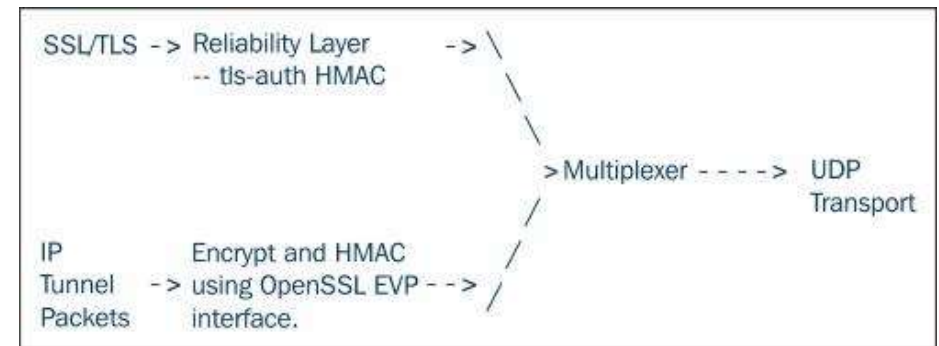 SSL/TLS -> Reliability Layer -> \
-- tls-auth HMAC \
\
\
>Multiplexer ----> UDP
/ Transport
IP Encrypt and HMAC /
Tunnel -> using OpenSSL EVP --> /
Packets interface.